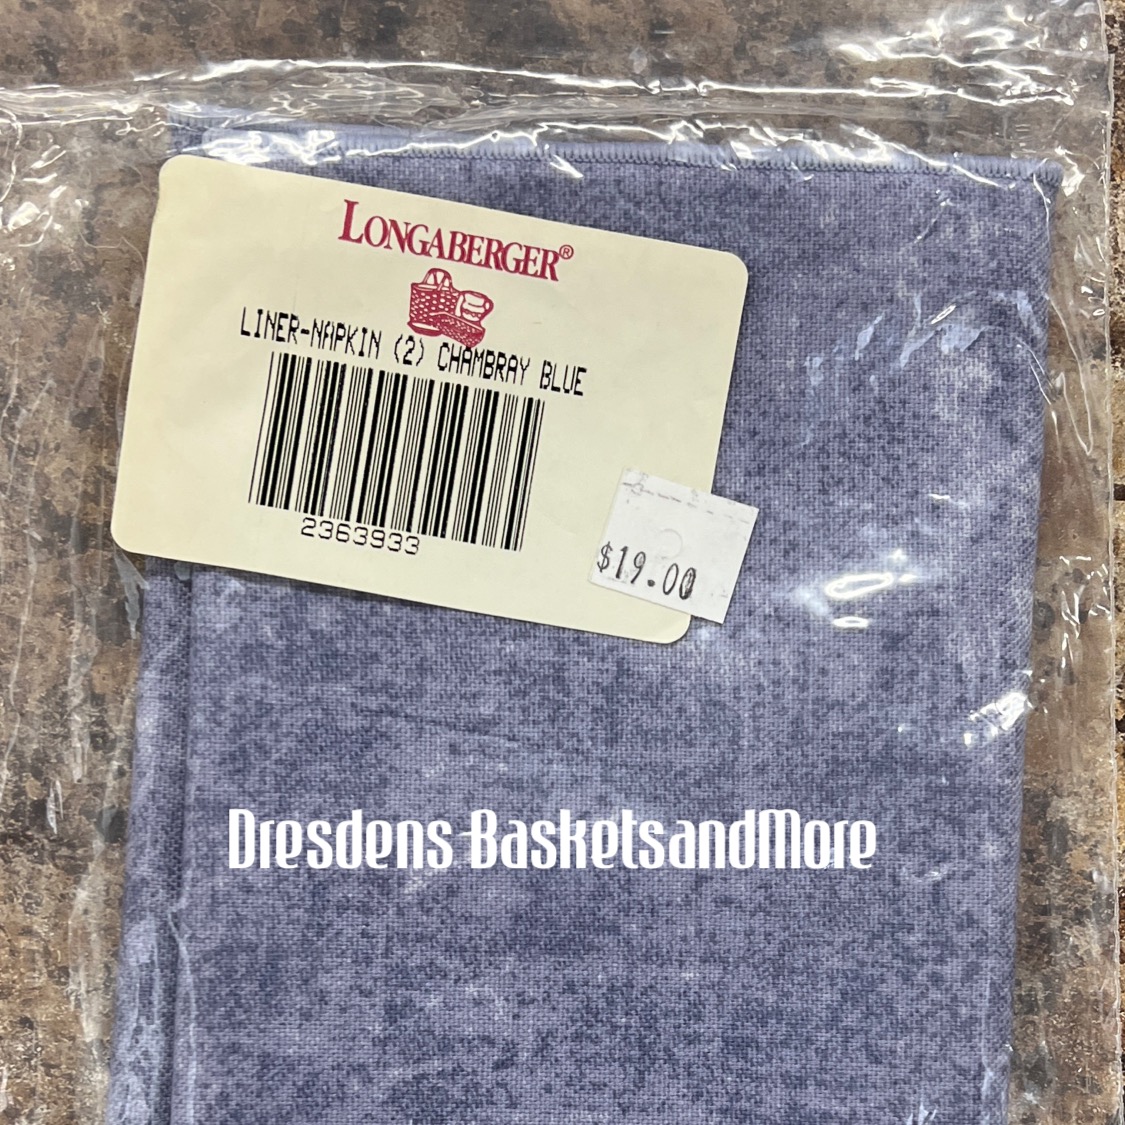 LONGABERGER®
LINER-NAPKIN (2) CHAMBRAY BLUE
2363933
$19.00
Dresdens BasketsandMore